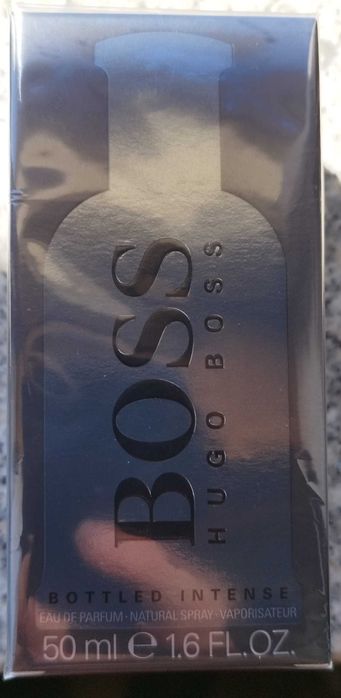 BOSS
HUGO BOSS
BOTTLED INTENSE
EAU DE PARFUM · NATURAL SPRAY · VAPORISATEUR
50 ml ℮ 1.6 FL.OZ.